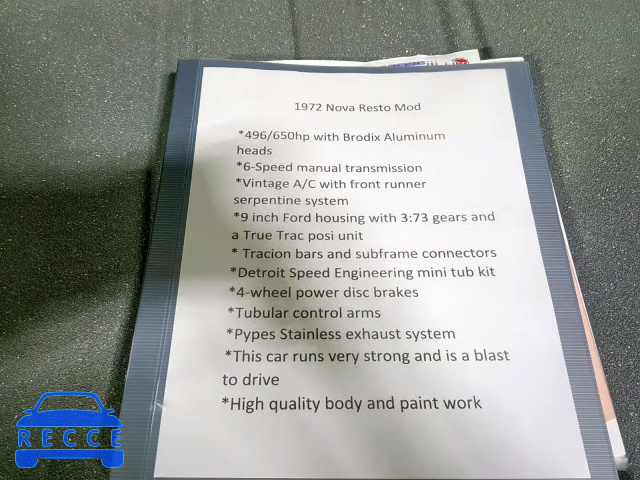 1972 Nova Resto Mod
*496/650hp with Brodix Aluminum
heads
*6-Speed manual transmission
*Vintage A/C with front runner
serpentine system
*9 inch Ford housing with 3:73 gears and
a True Trac posi unit
* Tracion bars and subframe connectors
*Detroit Speed Engineering mini tub kit
*4-wheel power disc brakes
*Tubular control arms
*Pypes Stainless exhaust system
*This car runs very strong and is a blast
to drive
*High quality body and paint work
RECCE